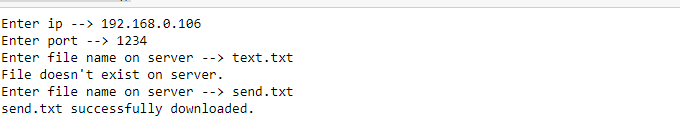 Enter ip --> 192.168.0.106
Enter port --> 1234
Enter file name on server --> text.txt
File doesn't exist on server.
Enter file name on server --> send.txt
send.txt successfully downloaded.